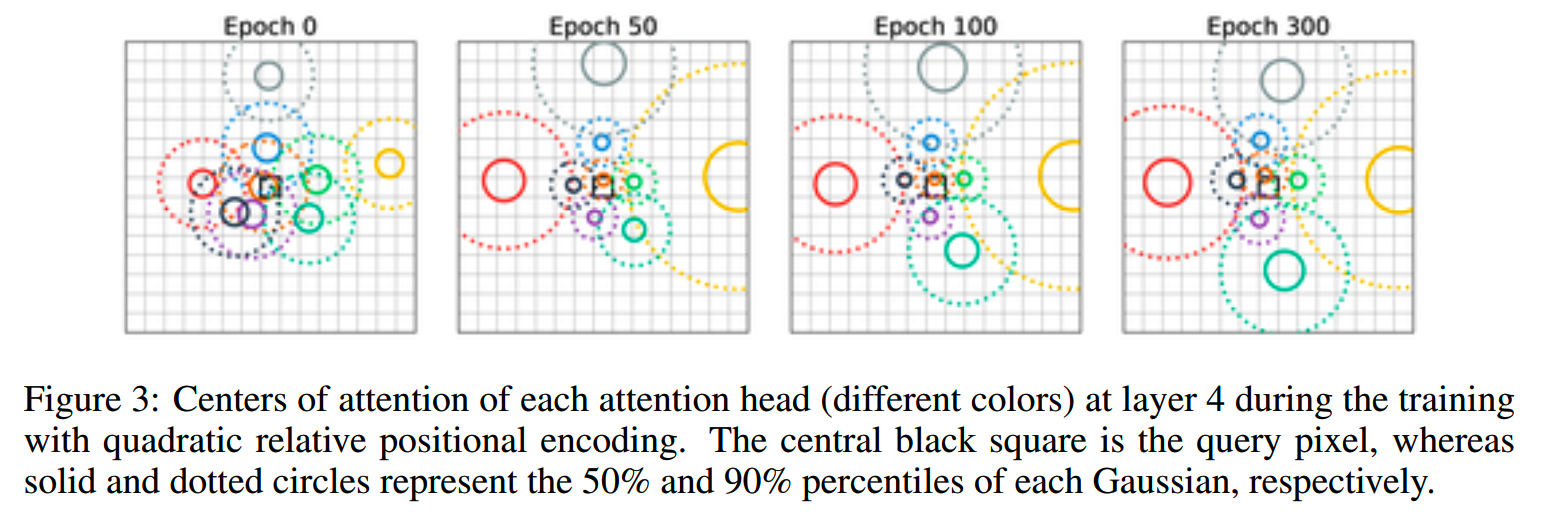 Epoch 0
Epoch 50
Epoch 100
Epoch 300
Figure 3: Centers of attention of each attention head (different colors) at layer 4 during the training
with quadratic relative positional encoding. The central black square is the query pixel, whereas
solid and dotted circles represent the 50% and 90% percentiles of each Gaussian, respectively.